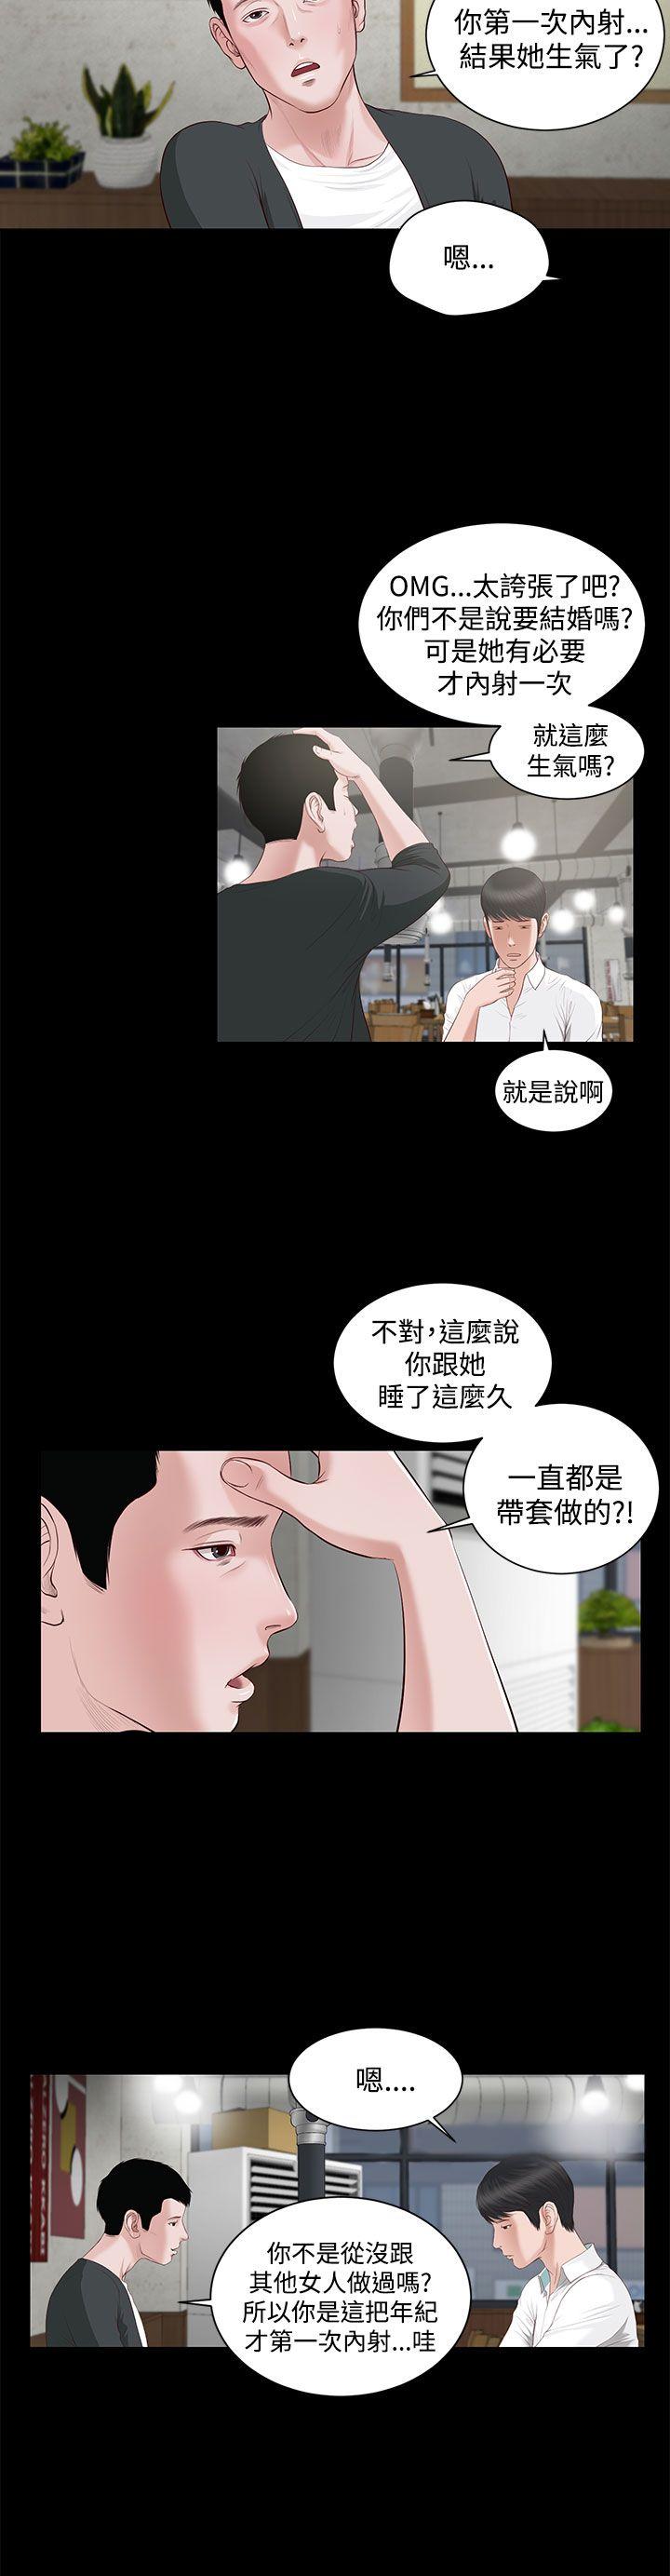 你第一次內射...
結果她生氣了?
嗯...
OMG...太誇張了吧?
你們不是說要結婚嗎?
可是她有必要
才內射一次
就這麼
生氣嗎?
就是說啊
不對，這麼說
你跟她
睡了這麼久
一直都是
帶套做的?!
嗯....
你不是從沒跟
其他女人做過嗎?
所以你是這把年紀
才第一次內射...哇